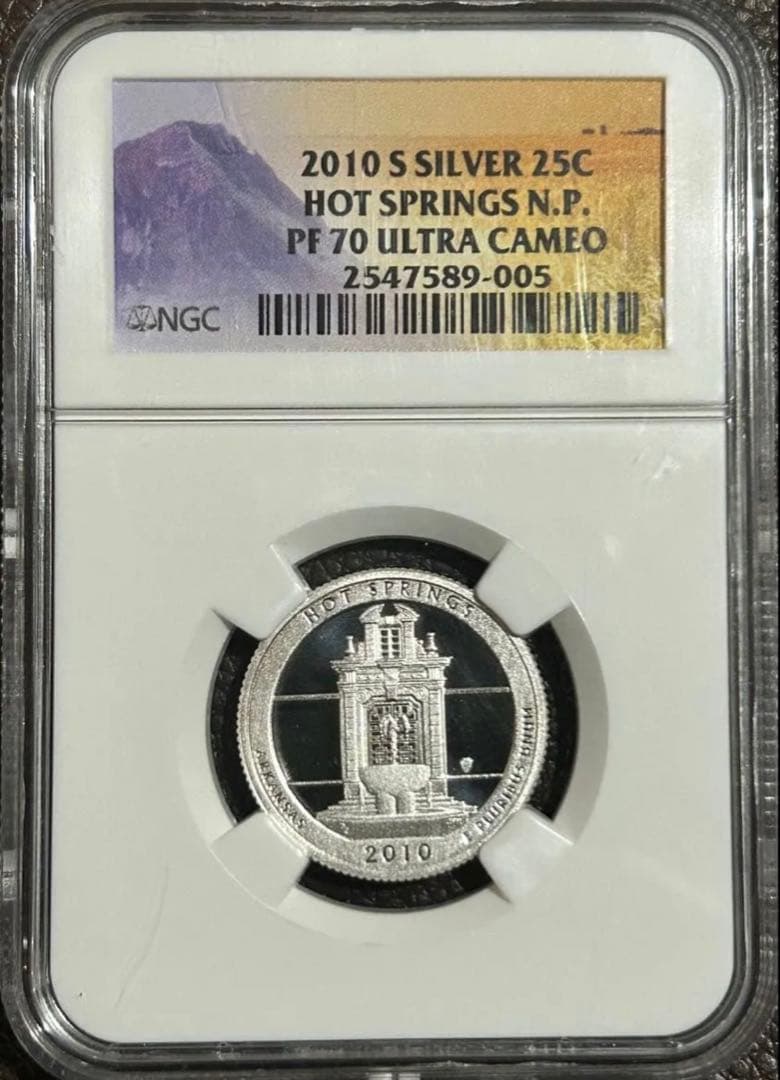 2010 S SILVER 25C
HOT SPRINGS N.P.
PF 70 ULTRA CAMEO
2547589-005
NGC
HOT SPRINGS
ARKANSAS
2010
E PLURIBUS UNUM